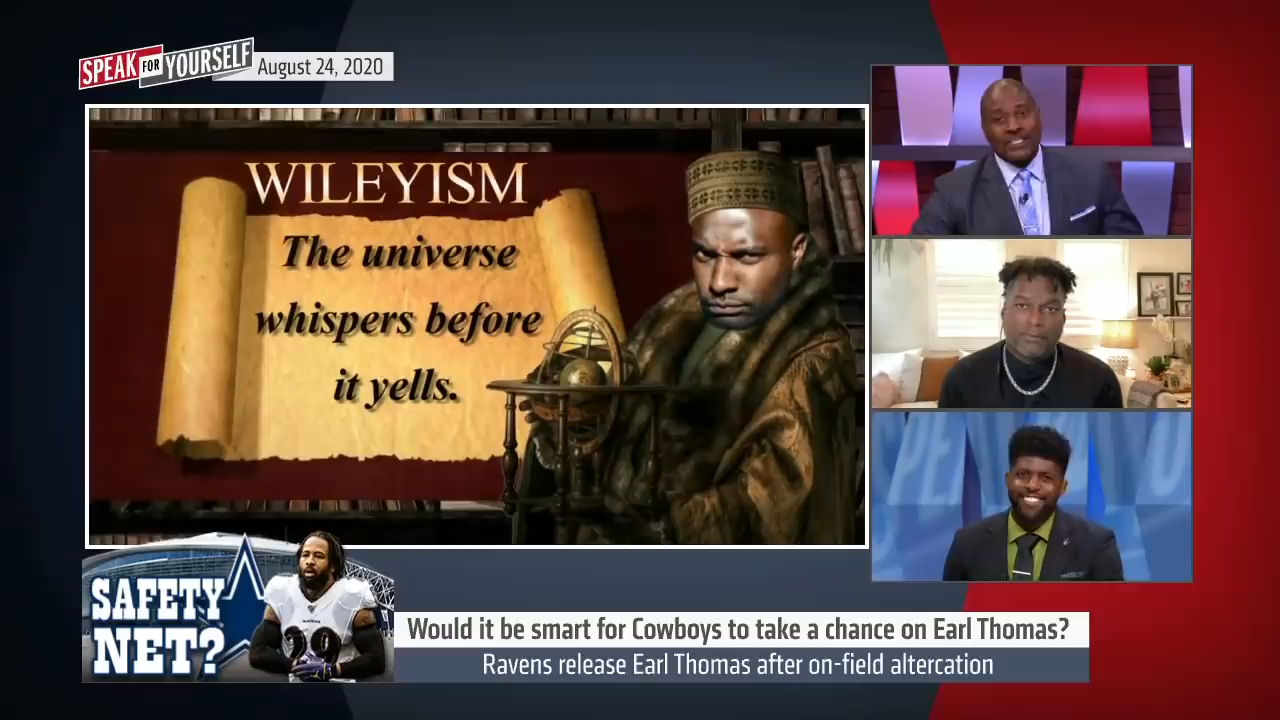 SPEAK FOR YOURSELF
August 24, 2020
WILEYISM
The universe
whispers before
it yells.
SAFETY
NET?
Would it be smart for Cowboys to take a chance on Earl Thomas?
Ravens release Earl Thomas after on-field altercation